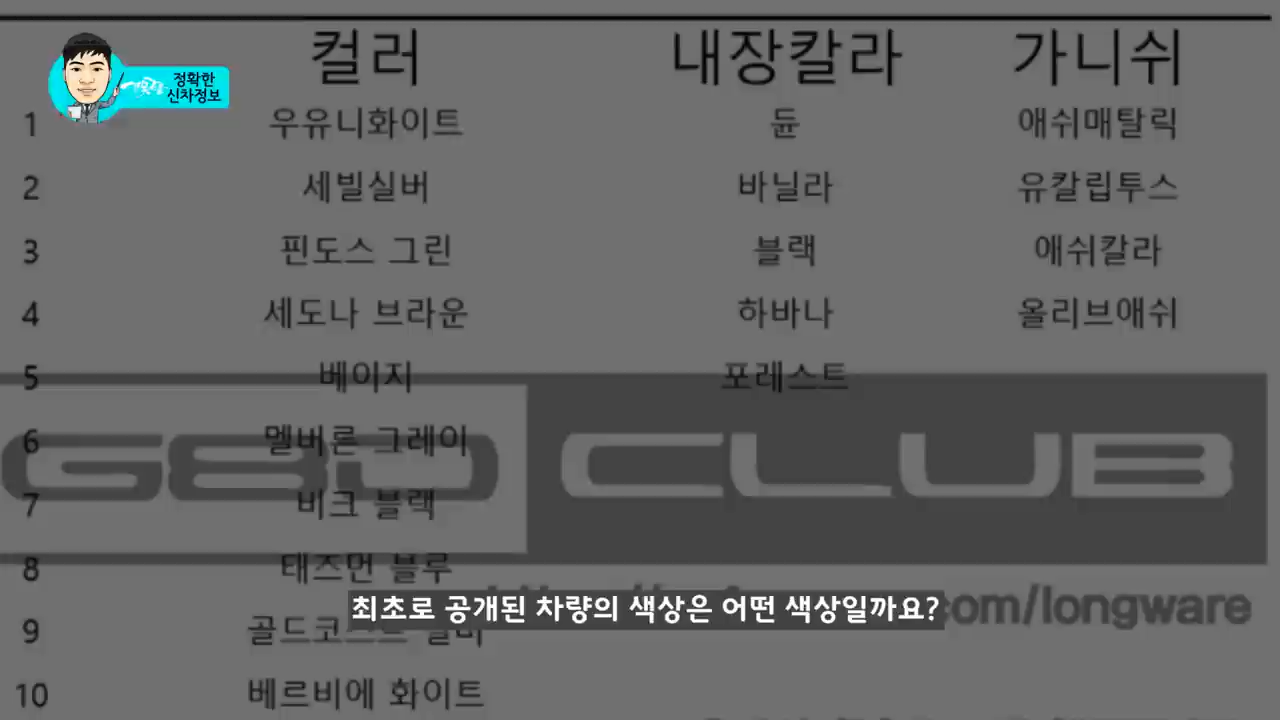 컬러 내장칼라 가니쉬
정확한
신차정보
1 우유니화이트 듄 애쉬매탈릭
2 세빌실버 바닐라 유칼립투스
3 핀도스 그린 블랙 애쉬칼라
4 세도나 브라운 하바나 올리브애쉬
5 베이지 포레스트
6 멜버른 그레이
G80 CLUB
7 비크 블랙
8 태즈먼 블루
최초로 공개된 차량의 색상은 어떤 색상일까요?
.com/longware
9
10 베르비에 화이트